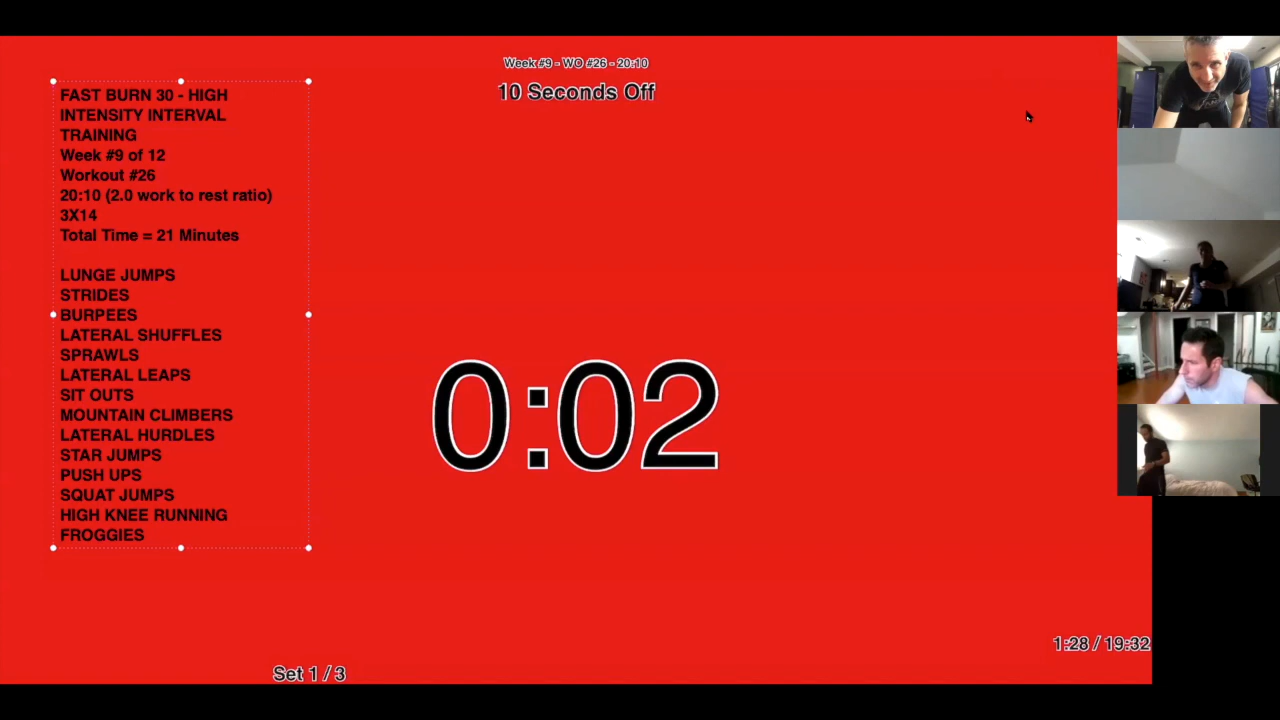 Week #9 - WO #26 - 20:10
10 Seconds Off
FAST BURN 30 - HIGH
INTENSITY INTERVAL
TRAINING
Week #9 of 12
Workout #26
20:10 (2.0 work to rest ratio)
3X14
Total Time = 21 Minutes
LUNGE JUMPS
STRIDES
BURPEES
LATERAL SHUFFLES
SPRAWLS
LATERAL LEAPS
SIT OUTS
MOUNTAIN CLIMBERS
LATERAL HURDLES
STAR JUMPS
PUSH UPS
SQUAT JUMPS
HIGH KNEE RUNNING
FROGGIES
0:02
1:28 / 19:32
Set 1 / 3